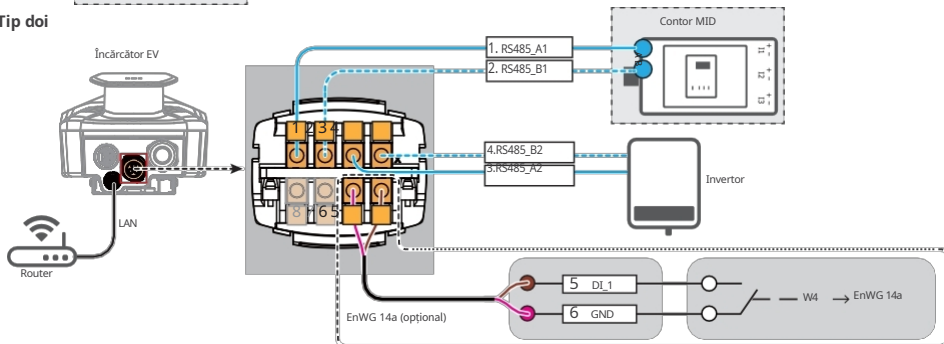 Tip doi
Contor MID
Încărcător EV
1. RS485_A1
2. RS485_B1
1 2 3 4
4.RS485_B2
3.RS485_A2
Invertor
8 7 6 5
LAN
Router
EnWG 14a (opțional)
5 DI_1
6 GND
W4
EnWG 14a